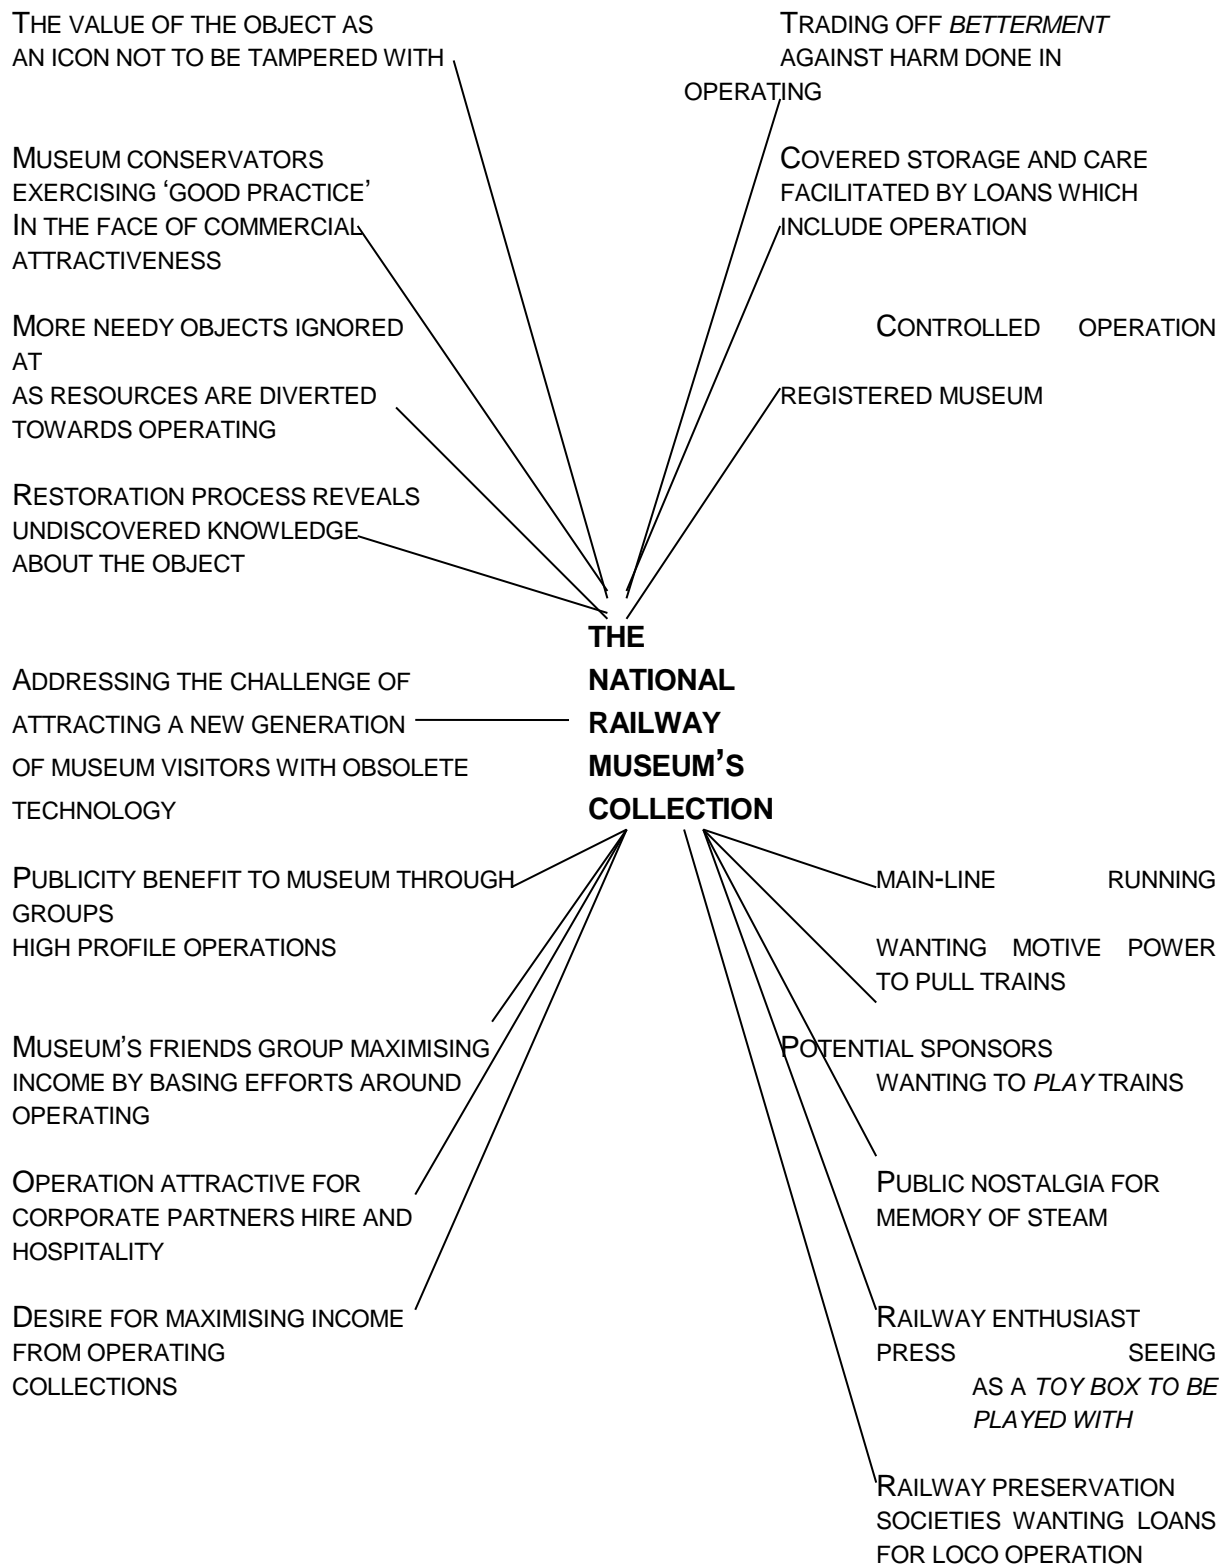 THE VALUE OF THE OBJECT AS
AN ICON NOT TO BE TAMPERED WITH
TRADING OFF BETTERMENT
AGAINST HARM DONE IN
OPERATING
MUSEUM CONSERVATORS
EXERCISING ‘GOOD PRACTICE’
IN THE FACE OF COMMERCIAL
ATTRACTIVENESS
COVERED STORAGE AND CARE
FACILITATED BY LOANS WHICH
INCLUDE OPERATION
MORE NEEDY OBJECTS IGNORED
AT
AS RESOURCES ARE DIVERTED
TOWARDS OPERATING
CONTROLLED OPERATION
REGISTERED MUSEUM
RESTORATION PROCESS REVEALS
UNDISCOVERED KNOWLEDGE
ABOUT THE OBJECT
THE
NATIONAL
RAILWAY
MUSEUM’S
COLLECTION
ADDRESSING THE CHALLENGE OF
ATTRACTING A NEW GENERATION
OF MUSEUM VISITORS WITH OBSOLETE
TECHNOLOGY
PUBLICITY BENEFIT TO MUSEUM THROUGH
GROUPS
HIGH PROFILE OPERATIONS
MAIN-LINE RUNNING
WANTING MOTIVE POWER
TO PULL TRAINS
MUSEUM’S FRIENDS GROUP MAXIMISING
INCOME BY BASING EFFORTS AROUND
OPERATING
POTENTIAL SPONSORS
WANTING TO PLAY TRAINS
OPERATION ATTRACTIVE FOR
CORPORATE PARTNERS HIRE AND
HOSPITALITY
PUBLIC NOSTALGIA FOR
MEMORY OF STEAM
DESIRE FOR MAXIMISING INCOME
FROM OPERATING
COLLECTIONS
RAILWAY ENTHUSIAST
PRESS SEEING
AS A TOY BOX TO BE
PLAYED WITH
RAILWAY PRESERVATION
SOCIETIES WANTING LOANS
FOR LOCO OPERATION